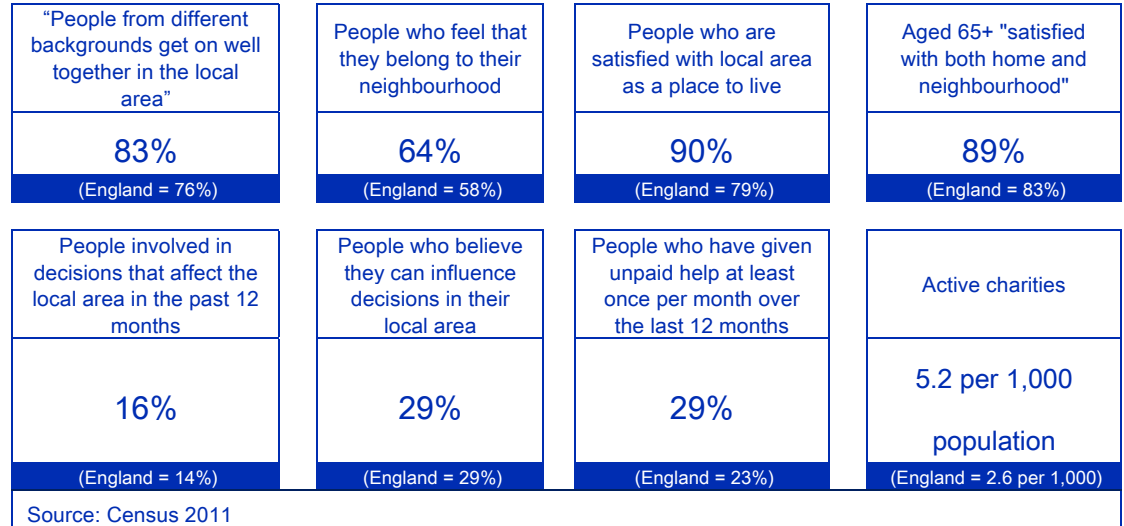 “People from different
backgrounds get on well
together in the local
area”
83%
(England = 76%)
People who feel that
they belong to their
neighbourhood
64%
(England = 58%)
People who are
satisfied with local area
as a place to live
90%
(England = 79%)
Aged 65+ "satisfied
with both home and
neighbourhood"
89%
(England = 83%)
People involved in
decisions that affect the
local area in the past 12
months
16%
(England = 14%)
People who believe
they can influence
decisions in their
local area
29%
(England = 29%)
People who have given
unpaid help at least
once per month over
the last 12 months
29%
(England = 23%)
Active charities
5.2 per 1,000
population
(England = 2.6 per 1,000)
Source: Census 2011